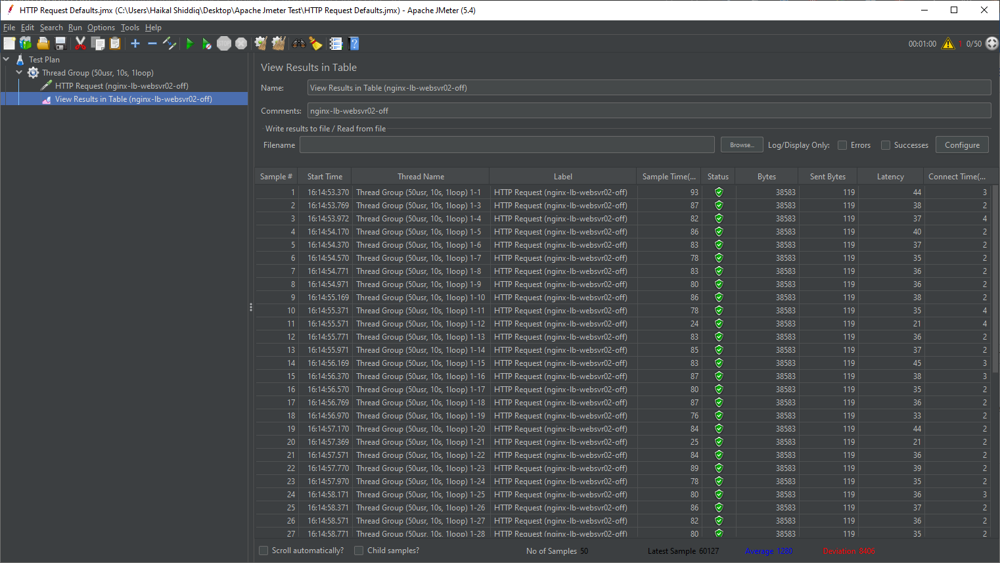 HTTP Request Defaults.jmx (C:\Users\Haikal Shiddiq\Desktop\Apache Jmeter Test\HTTP Request Defaults.jmx) - Apache JMeter (5.4)
File Edit Search Run Options Tools Help
00:01:00 1 0/50
Test Plan
Thread Group (50usr, 10s, 1loop)
HTTP Request (nginx-lb-websvr02-off)
View Results in Table (nginx-lb-websvr02-off)
View Results in Table
Name: View Results in Table (nginx-lb-websvr02-off)
Comments: nginx-lb-websvr02-off
Write results to file / Read from file
Filename Browse... Log/Display Only: Errors Successes Configure
Sample # Start Time Thread Name Label Sample Time(... Status Bytes Sent Bytes Latency Connect Time(...
1 16:14:53.370 Thread Group (50usr, 10s, 1loop) 1-1 HTTP Request (nginx-lb-websvr02-off) 93 38583 119 44 3
2 16:14:53.769 Thread Group (50usr, 10s, 1loop) 1-3 HTTP Request (nginx-lb-websvr02-off) 87 38583 119 38 2
3 16:14:53.972 Thread Group (50usr, 10s, 1loop) 1-4 HTTP Request (nginx-lb-websvr02-off) 82 38583 119 37 4
4 16:14:54.170 Thread Group (50usr, 10s, 1loop) 1-5 HTTP Request (nginx-lb-websvr02-off) 86 38583 119 40 2
5 16:14:54.370 Thread Group (50usr, 10s, 1loop) 1-6 HTTP Request (nginx-lb-websvr02-off) 83 38583 119 37 2
6 16:14:54.570 Thread Group (50usr, 10s, 1loop) 1-7 HTTP Request (nginx-lb-websvr02-off) 78 38583 119 35 2
7 16:14:54.771 Thread Group (50usr, 10s, 1loop) 1-8 HTTP Request (nginx-lb-websvr02-off) 83 38583 119 36 2
8 16:14:54.971 Thread Group (50usr, 10s, 1loop) 1-9 HTTP Request (nginx-lb-websvr02-off) 80 38583 119 36 2
9 16:14:55.169 Thread Group (50usr, 10s, 1loop) 1-10 HTTP Request (nginx-lb-websvr02-off) 86 38583 119 38 2
10 16:14:55.371 Thread Group (50usr, 10s, 1loop) 1-11 HTTP Request (nginx-lb-websvr02-off) 78 38583 119 35 4
11 16:14:55.571 Thread Group (50usr, 10s, 1loop) 1-12 HTTP Request (nginx-lb-websvr02-off) 24 38583 119 21 4
12 16:14:55.771 Thread Group (50usr, 10s, 1loop) 1-13 HTTP Request (nginx-lb-websvr02-off) 83 38583 119 36 2
13 16:14:55.971 Thread Group (50usr, 10s, 1loop) 1-14 HTTP Request (nginx-lb-websvr02-off) 85 38583 119 37 2
14 16:14:56.169 Thread Group (50usr, 10s, 1loop) 1-15 HTTP Request (nginx-lb-websvr02-off) 83 38583 119 45 3
15 16:14:56.370 Thread Group (50usr, 10s, 1loop) 1-16 HTTP Request (nginx-lb-websvr02-off) 87 38583 119 38 3
16 16:14:56.570 Thread Group (50usr, 10s, 1loop) 1-17 HTTP Request (nginx-lb-websvr02-off) 80 38583 119 35 2
17 16:14:56.769 Thread Group (50usr, 10s, 1loop) 1-18 HTTP Request (nginx-lb-websvr02-off) 87 38583 119 36 2
18 16:14:56.970 Thread Group (50usr, 10s, 1loop) 1-19 HTTP Request (nginx-lb-websvr02-off) 76 38583 119 33 2
19 16:14:57.170 Thread Group (50usr, 10s, 1loop) 1-20 HTTP Request (nginx-lb-websvr02-off) 84 38583 119 44 2
20 16:14:57.369 Thread Group (50usr, 10s, 1loop) 1-21 HTTP Request (nginx-lb-websvr02-off) 25 38583 119 21 2
21 16:14:57.571 Thread Group (50usr, 10s, 1loop) 1-22 HTTP Request (nginx-lb-websvr02-off) 84 38583 119 36 2
22 16:14:57.770 Thread Group (50usr, 10s, 1loop) 1-23 HTTP Request (nginx-lb-websvr02-off) 89 38583 119 39 2
23 16:14:57.970 Thread Group (50usr, 10s, 1loop) 1-24 HTTP Request (nginx-lb-websvr02-off) 78 38583 119 35 2
24 16:14:58.171 Thread Group (50usr, 10s, 1loop) 1-25 HTTP Request (nginx-lb-websvr02-off) 80 38583 119 36 3
25 16:14:58.371 Thread Group (50usr, 10s, 1loop) 1-26 HTTP Request (nginx-lb-websvr02-off) 86 38583 119 37 2
26 16:14:58.571 Thread Group (50usr, 10s, 1loop) 1-27 HTTP Request (nginx-lb-websvr02-off) 82 38583 119 36 2
27 16:14:58.771 Thread Group (50usr, 10s, 1loop) 1-28 HTTP Request (nginx-lb-websvr02-off) 80 38583 119 35 2
Scroll automatically? Child samples? No of Samples 50 Latest Sample 60127 Average 1280 Deviation 8406